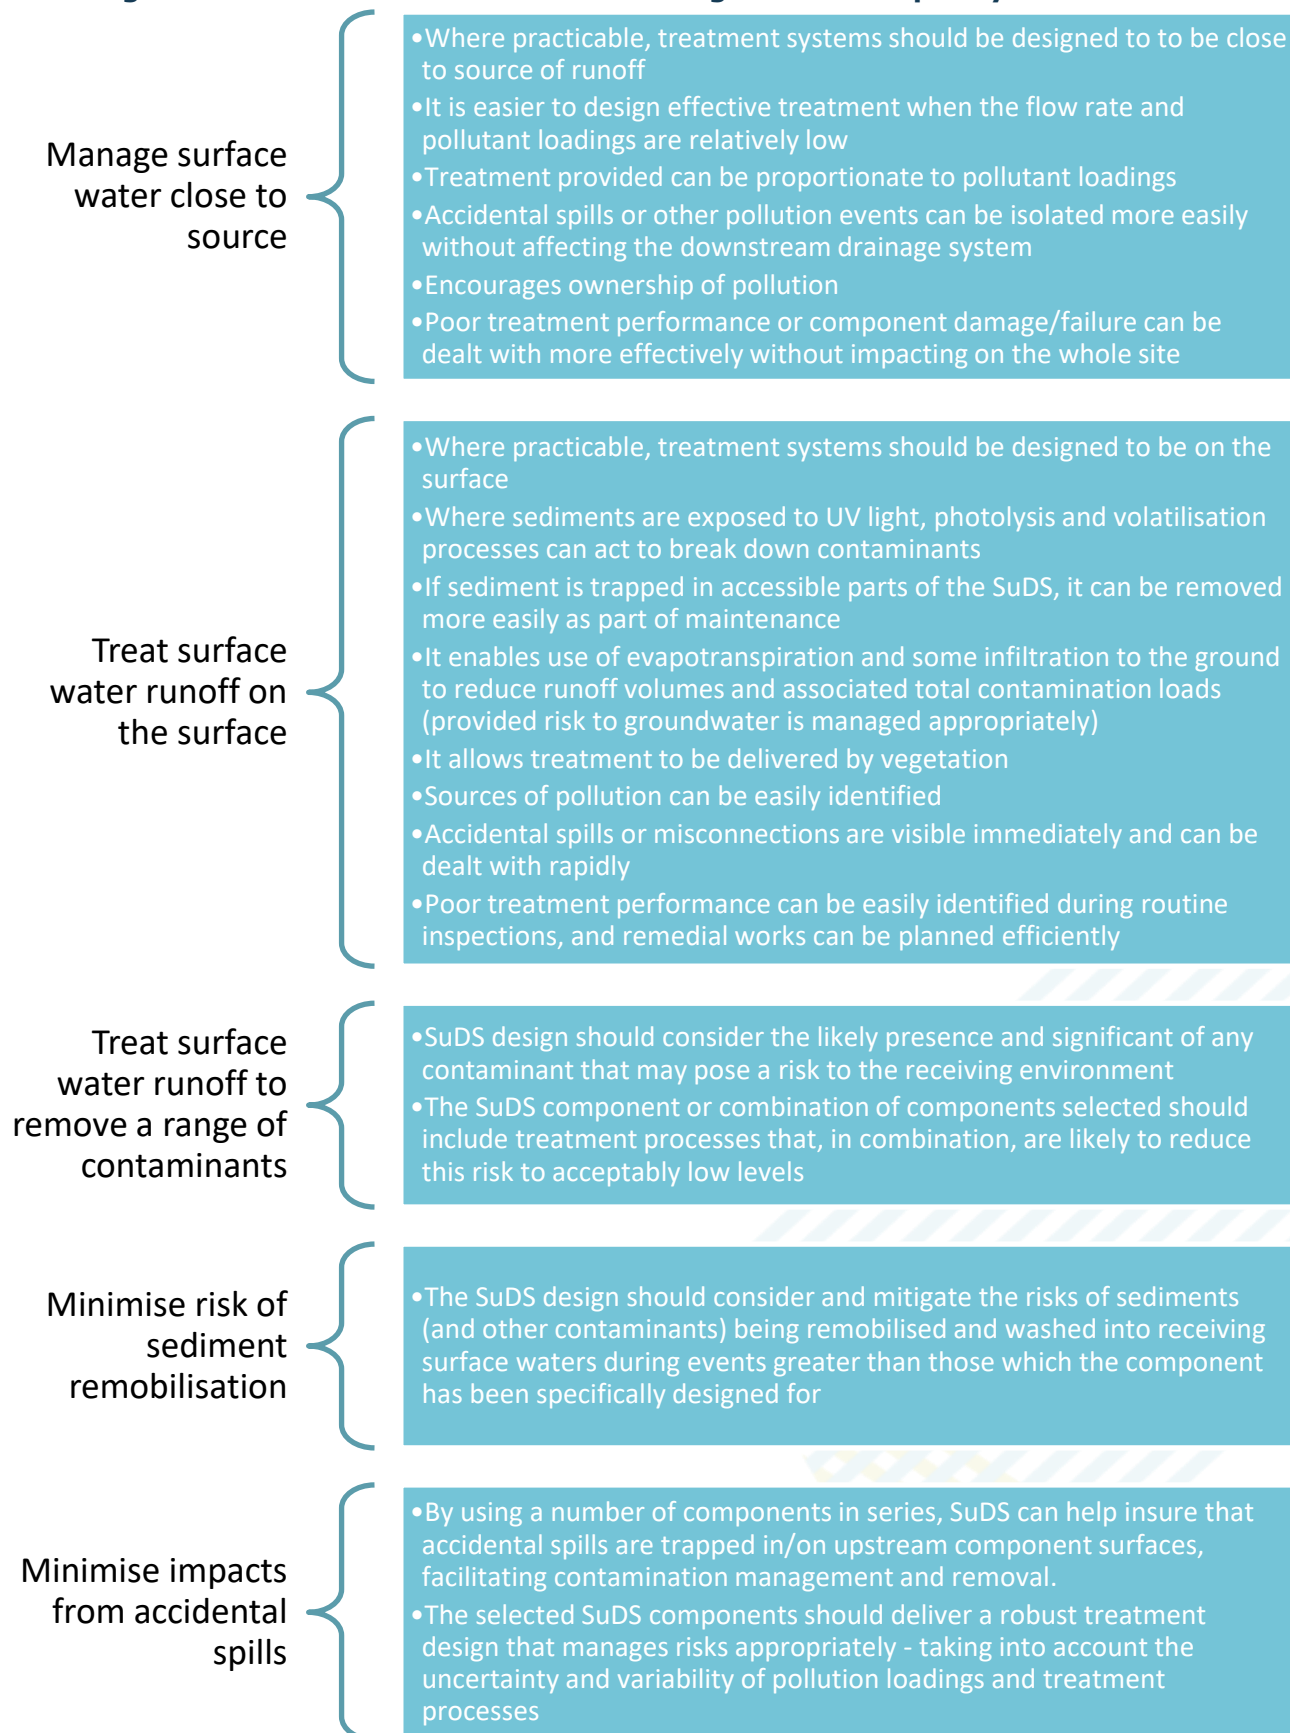 Manage surface
water close to
source
•Where practicable, treatment systems should be designed to to be close
to source of runoff
•It is easier to design effective treatment when the flow rate and
pollutant loadings are relatively low
•Treatment provided can be proportionate to pollutant loadings
•Accidental spills or other pollution events can be isolated more easily
without affecting the downstream drainage system
•Encourages ownership of pollution
•Poor treatment performance or component damage/failure can be
dealt with more effectively without impacting on the whole site
Treat surface
water runoff on
the surface
•Where practicable, treatment systems should be designed to be on the
surface
•Where sediments are exposed to UV light, photolysis and volatilisation
processes can act to break down contaminants
•If sediment is trapped in accessible parts of the SuDS, it can be removed
more easily as part of maintenance
•It enables use of evapotranspiration and some infiltration to the ground
to reduce runoff volumes and associated total contamination loads
(provided risk to groundwater is managed appropriately)
•It allows treatment to be delivered by vegetation
•Sources of pollution can be easily identified
•Accidental spills or misconnections are visible immediately and can be
dealt with rapidly
•Poor treatment performance can be easily identified during routine
inspections, and remedial works can be planned efficiently
Treat surface
water runoff to
remove a range of
contaminants
•SuDS design should consider the likely presence and significant of any
contaminant that may pose a risk to the receiving environment
•The SuDS component or combination of components selected should
include treatment processes that, in combination, are likely to reduce
this risk to acceptably low levels
Minimise risk of
sediment
remobilisation
•The SuDS design should consider and mitigate the risks of sediments
(and other contaminants) being remobilised and washed into receiving
surface waters during events greater than those which the component
has been specifically designed for
Minimise impacts
from accidental
spills
•By using a number of components in series, SuDS can help insure that
accidental spills are trapped in/on upstream component surfaces,
facilitating contamination management and removal.
•The selected SuDS components should deliver a robust treatment
design that manages risks appropriately - taking into account the
uncertainty and variability of pollution loadings and treatment
processes